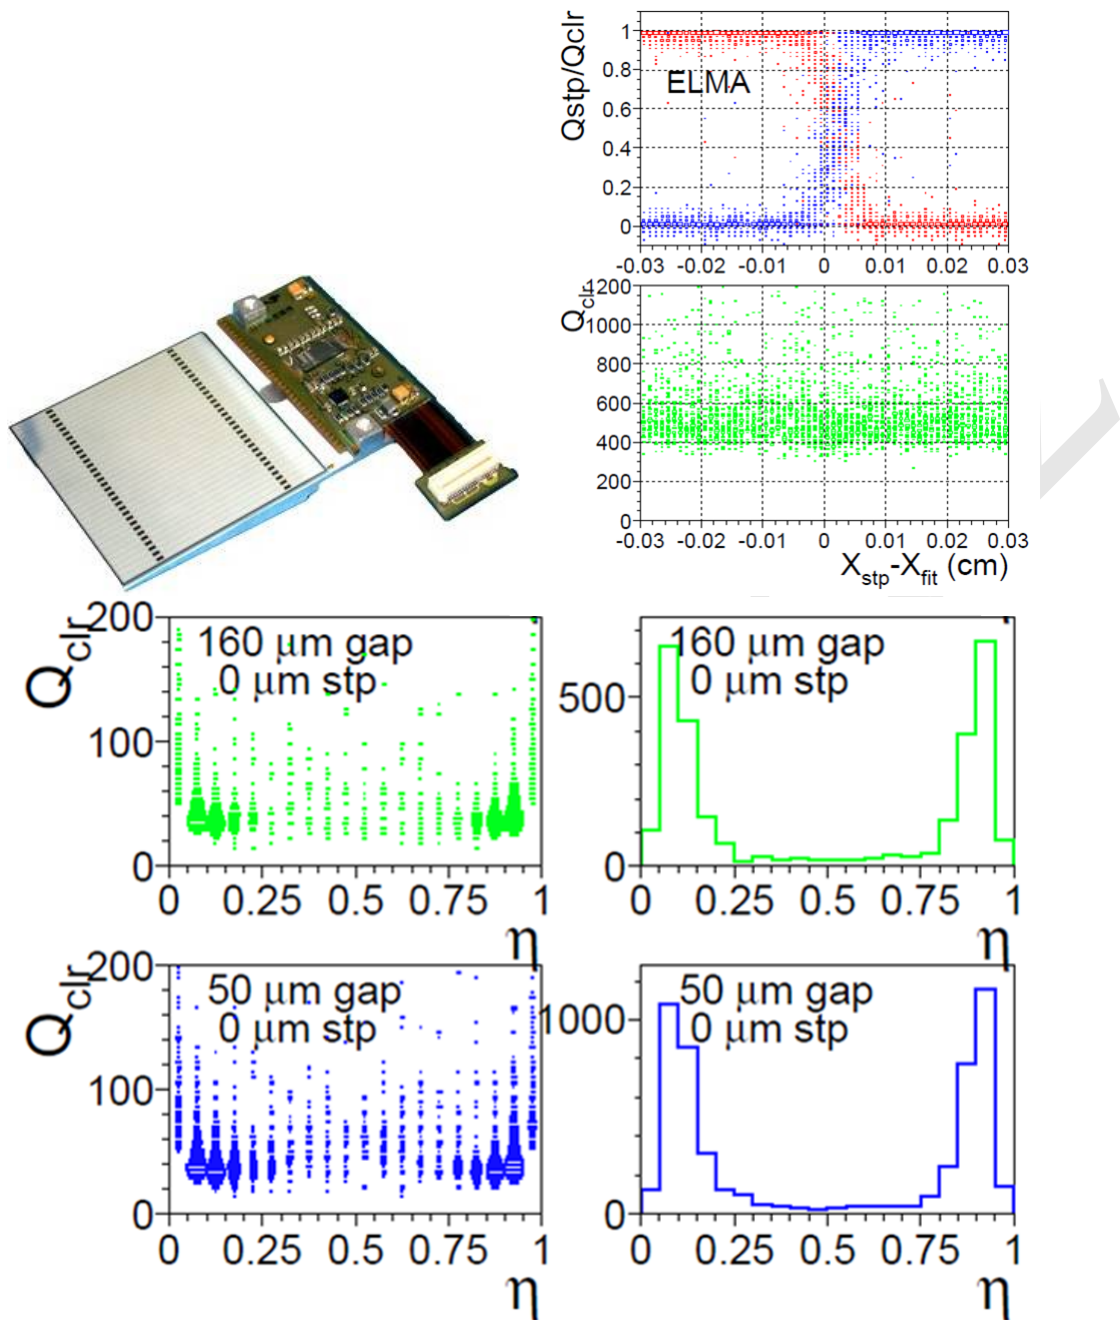 Qstp/Qclr
1
0.8
0.6
0.4
0.2
0
ELMA
-0.03 -0.02 -0.01 0 0.01 0.02 0.03
Q_clr
1200
1000
800
600
400
200
0
-0.03 -0.02 -0.01 0 0.01 0.02 0.03
X_stp-X_fit (cm)
Q_clr
200
100
0
160 μm gap
0 μm stp
0 0.25 0.5 0.75 1
η
500
0
160 μm gap
0 μm stp
0 0.25 0.5 0.75 1
η
Q_clr
200
100
0
50 μm gap
0 μm stp
0 0.25 0.5 0.75 1
η
1000
0
50 μm gap
0 μm stp
0 0.25 0.5 0.75 1
η